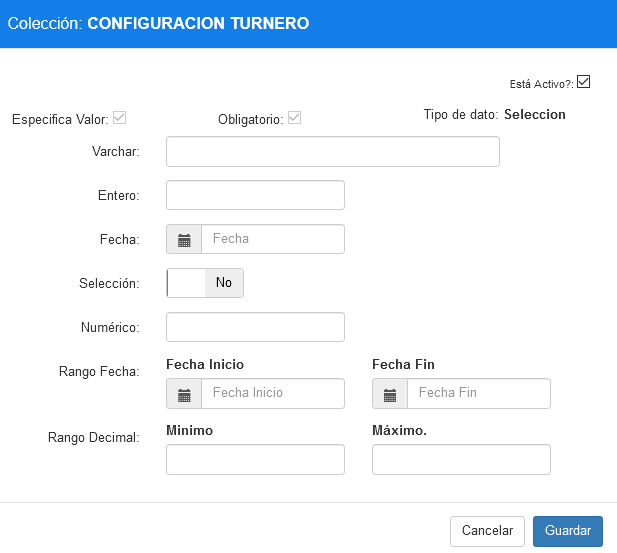 Colección: CONFIGURACION TURNERO
Está Activo?:
Especifica Valor: Obligatorio: Tipo de dato: Seleccion
Varchar:
Entero:
Fecha: Fecha
Selección: No
Numérico:
Rango Fecha: Fecha Inicio Fecha Fin
Fecha Inicio Fecha Fin
Rango Decimal: Minimo Máximo.
Cancelar Guardar